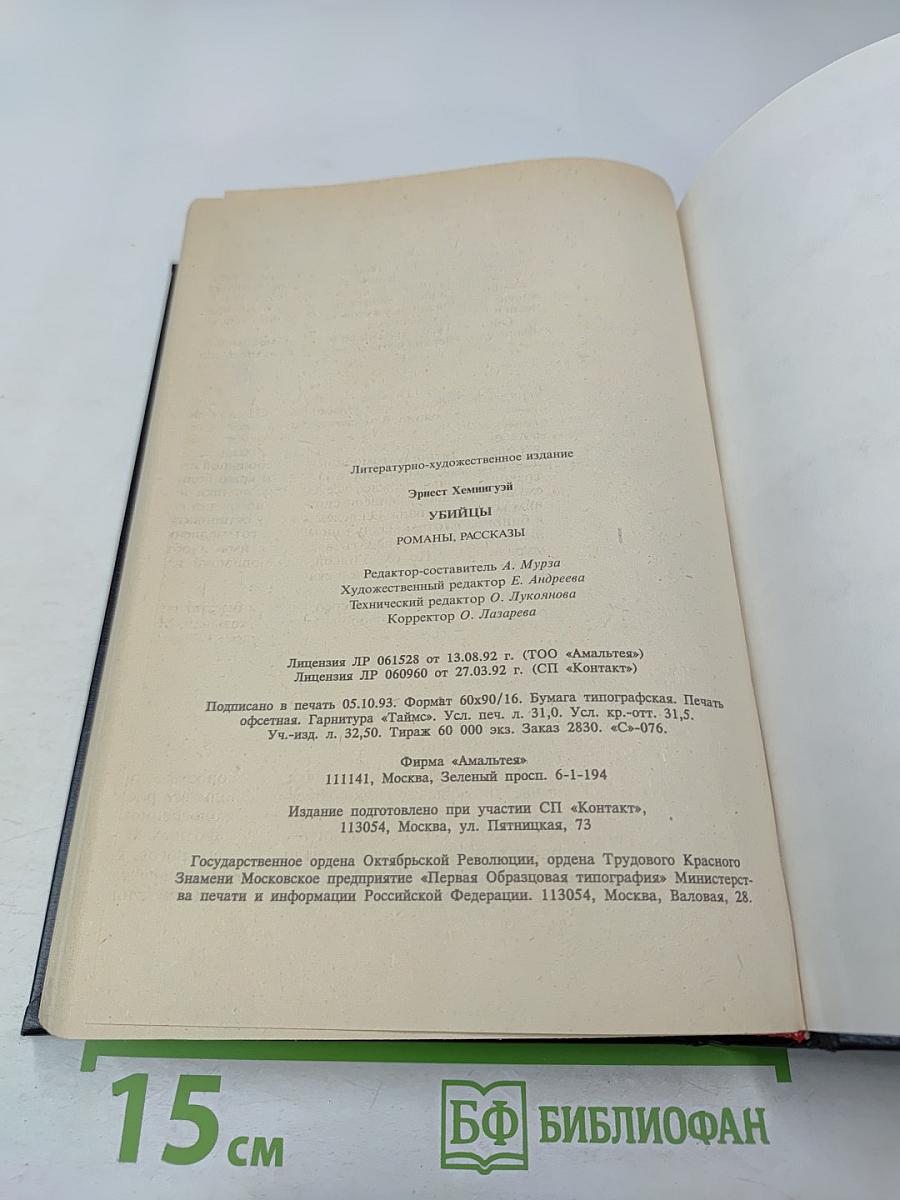 Литературно-художественное издание
Эрнест Хемингуэй
УБИЙЦЫ
РОМАНЫ, РАССКАЗЫ
Редактор-составитель А. Мурза
Художественный редактор Е. Андреева
Технический редактор О. Лукоянова
Корректор О. Лазарева
Лицензия ЛР 061528 от 13.08.92 г. (ТОО «Амальтея»)
Лицензия ЛР 060960 от 27.03.92 г. (СП «Контакт»)
Подписано в печать 05.10.93. Формат 60x90/16. Бумага типографская. Печать
офсетная. Гарнитура «Таймс». Усл. печ. л. 31,0. Усл. кр.-отт. 31,5.
Уч.-изд. л. 32,50. Тираж 60 000 экз. Заказ 2830. «С»-076.
Фирма «Амальтея»
111141, Москва, Зеленый просп. 6-1-194
Издание подготовлено при участии СП «Контакт»,
113054, Москва, ул. Пятницкая, 73
Государственное ордена Октябрьской Революции, ордена Трудового Красного
Знамени Московское предприятие «Первая Образцовая типография» Министерст-
ва печати и информации Российской Федерации. 113054, Москва, Валовая, 28.
15 см
БФ БИБЛИОФАН